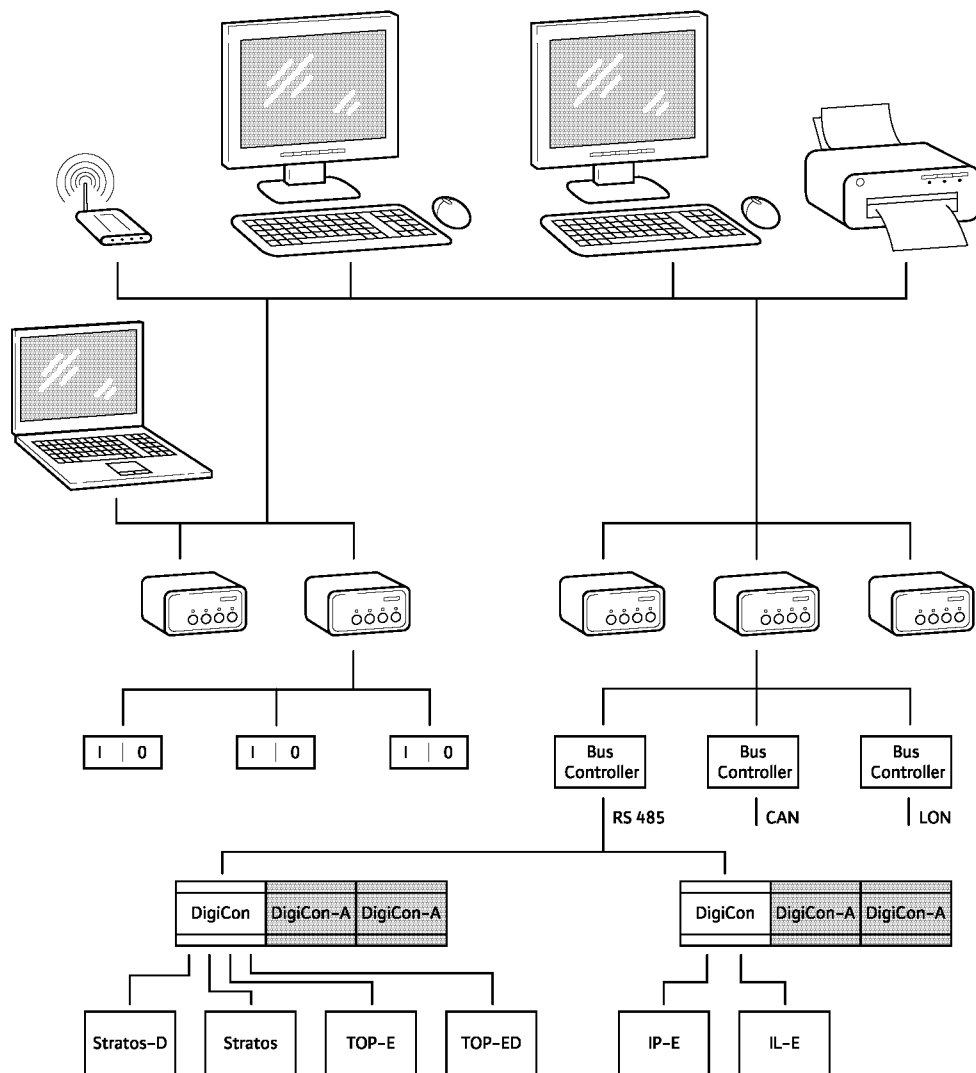 I 0 I 0 I 0
Bus Controller
Bus Controller
Bus Controller
RS 485 CAN LON
DigiCon DigiCon-A DigiCon-A
DigiCon DigiCon-A DigiCon-A
Stratos-D Stratos TOP-E TOP-ED IP-E IL-E